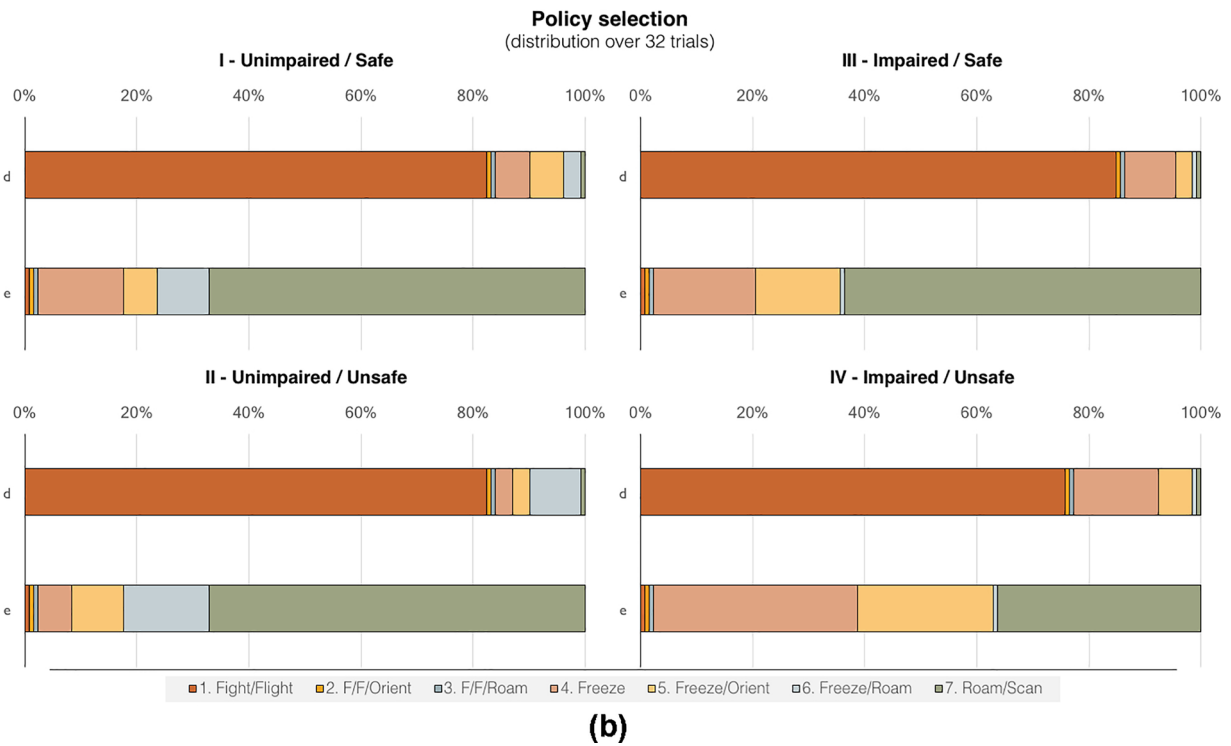 Policy selection
(distribution over 32 trials)
I - Unimpaired / Safe
III - Impaired / Safe
0% 20% 40% 60% 80% 100%
0% 20% 40% 60% 80% 100%
d
d
e
e
II - Unimpaired / Unsafe
IV - Impaired / Unsafe
0% 20% 40% 60% 80% 100%
0% 20% 40% 60% 80% 100%
d
d
e
e
1. Fight/Flight 2. F/F/Orient 3. F/F/Roam 4. Freeze 5. Freeze/Orient 6. Freeze/Roam 7. Roam/Scan
(b)